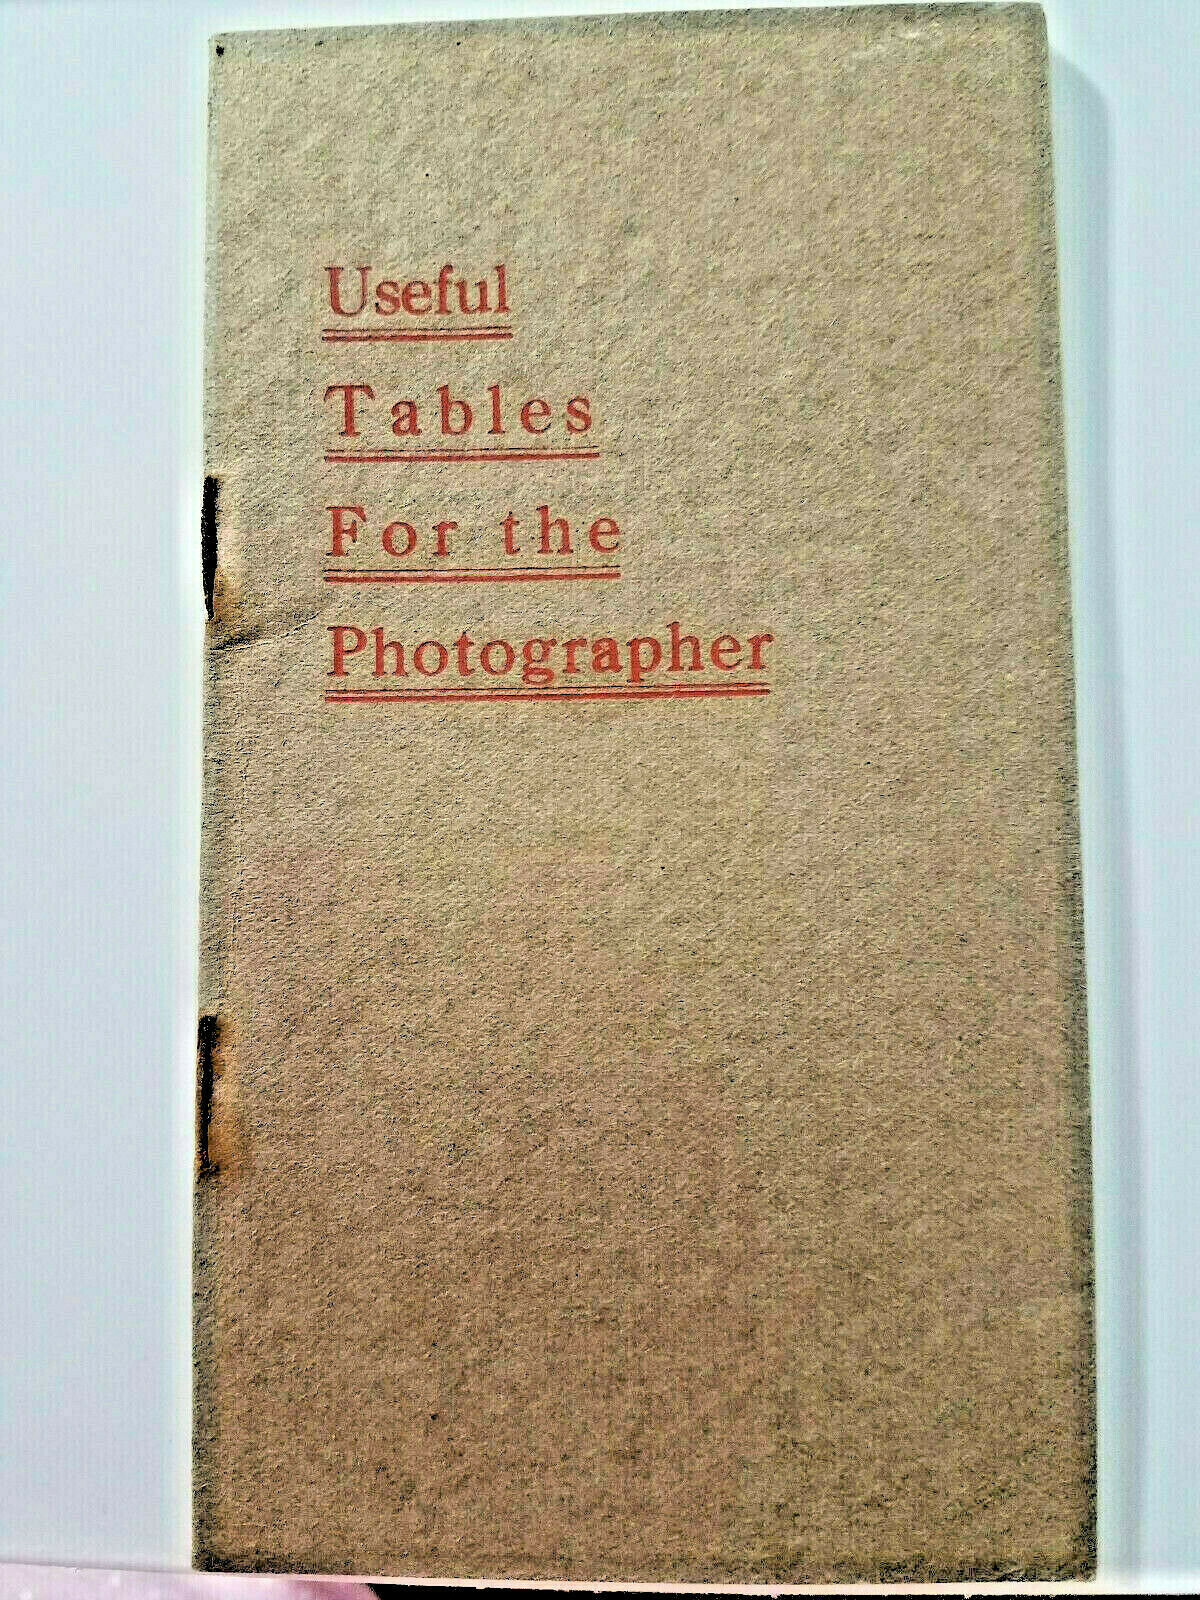 Useful
Tables
For the
Photographer